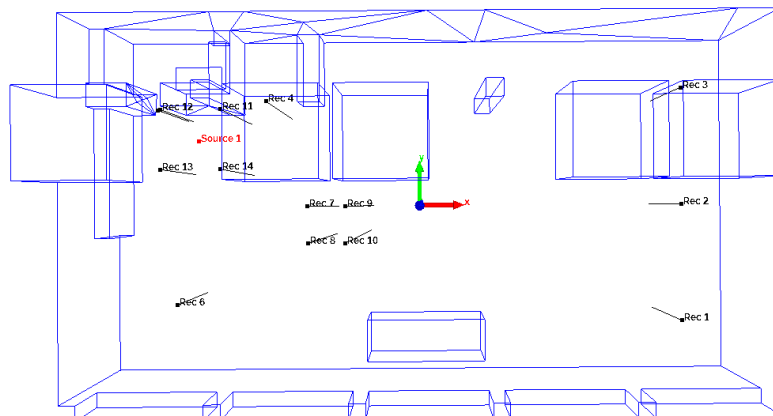 Rec 3
Rec 12
Rec 11
Rec 4
Source 1
Rec 13
Rec 14
y
Rec 7
Rec 9
x
Rec 2
Rec 8
Rec 10
Rec 6
Rec 1